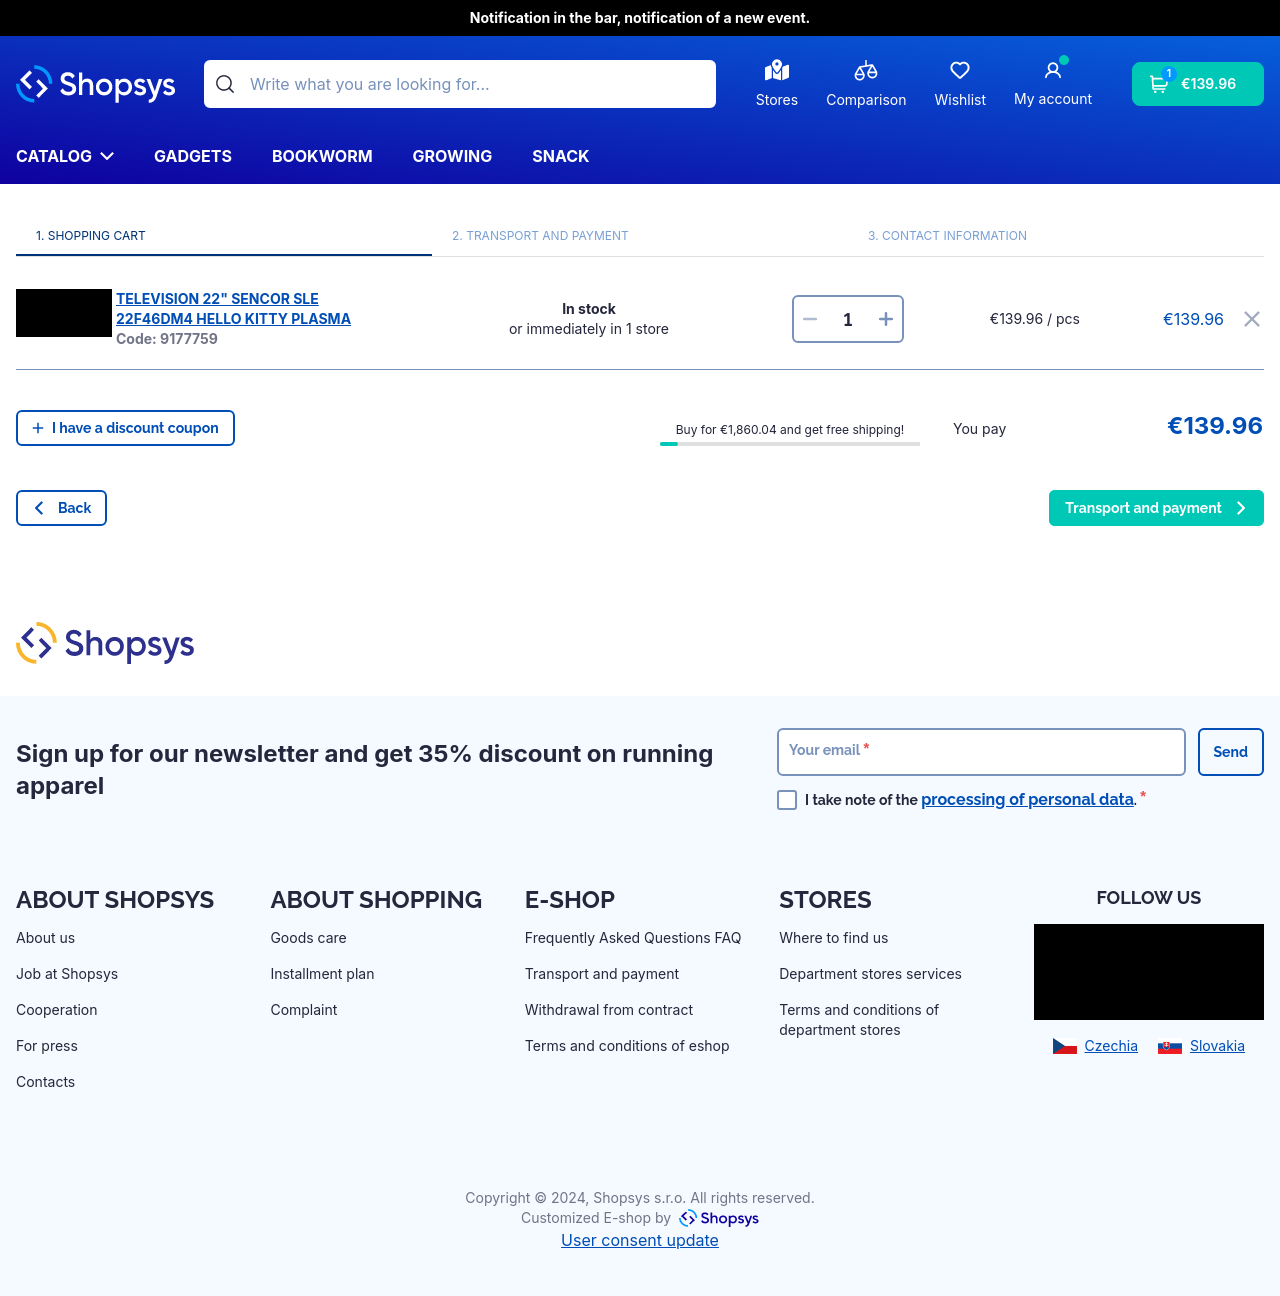 Notification in the bar, notification of a new event.
Shopsys
Write what you are looking for...
Stores
Comparison
Wishlist
My account
1
€139.96
CATALOG
GADGETS
BOOKWORM
GROWING
SNACK
1. SHOPPING CART
2. TRANSPORT AND PAYMENT
3. CONTACT INFORMATION
TELEVISION 22" SENCOR SLE
22F46DM4 HELLO KITTY PLASMA
Code: 9177759
In stock
or immediately in 1 store
1
€139.96 / pcs
€139.96
I have a discount coupon
Buy for €1,860.04 and get free shipping!
You pay
€139.96
Back
Transport and payment
Shopsys
Sign up for our newsletter and get 35% discount on running
apparel
Your email *
Send
I take note of the processing of personal data. *
ABOUT SHOPSYS
About us
Job at Shopsys
Cooperation
For press
Contacts
ABOUT SHOPPING
Goods care
Installment plan
Complaint
E-SHOP
Frequently Asked Questions FAQ
Transport and payment
Withdrawal from contract
Terms and conditions of eshop
STORES
Where to find us
Department stores services
Terms and conditions of
department stores
FOLLOW US
Czechia
Slovakia
Copyright © 2024, Shopsys s.r.o. All rights reserved.
Customized E-shop by Shopsys
User consent update